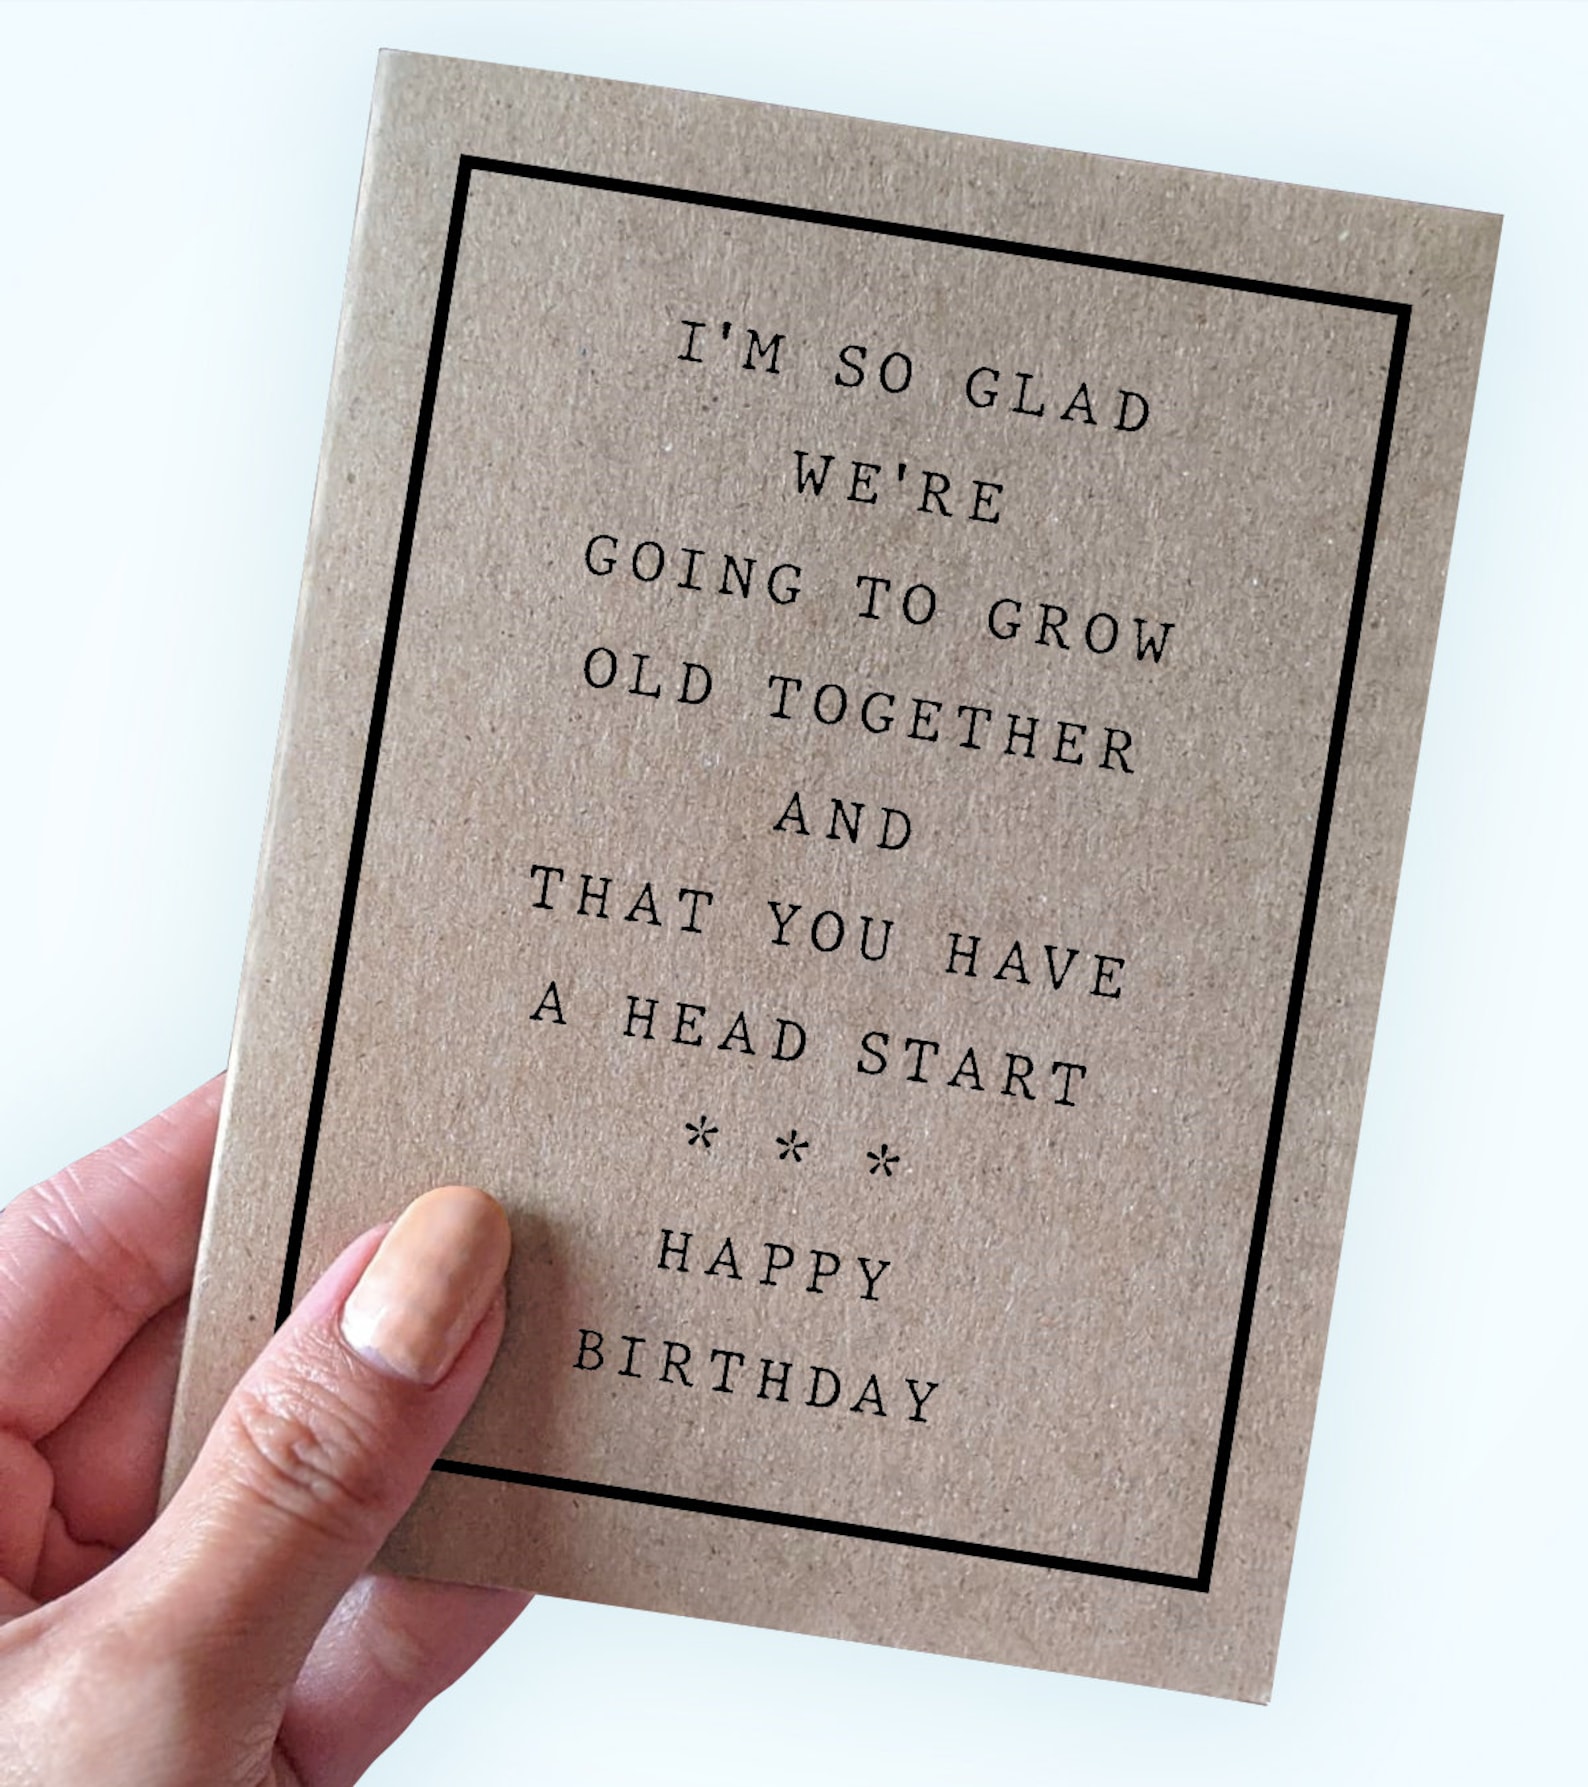 I'M SO GLAD
WE'RE
GOING TO GROW
OLD TOGETHER
AND
THAT YOU HAVE
A HEAD START
* * *
HAPPY
BIRTHDAY